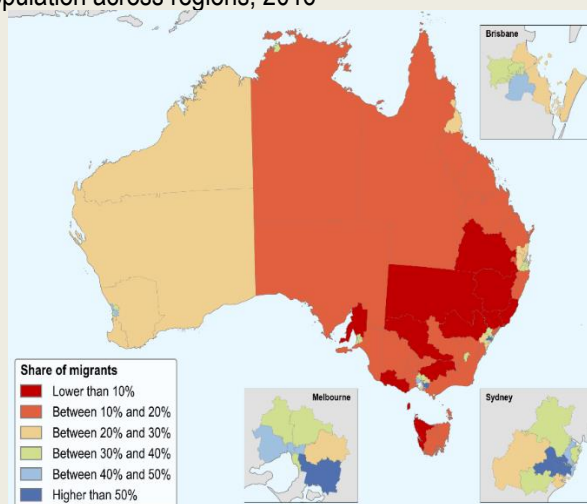 pulation across regions, 2016
Brisbane
Share of migrants
Lower than 10%
Between 10% and 20%
Between 20% and 30%
Between 30% and 40%
Between 40% and 50%
Higher than 50%
Melbourne
Sydney